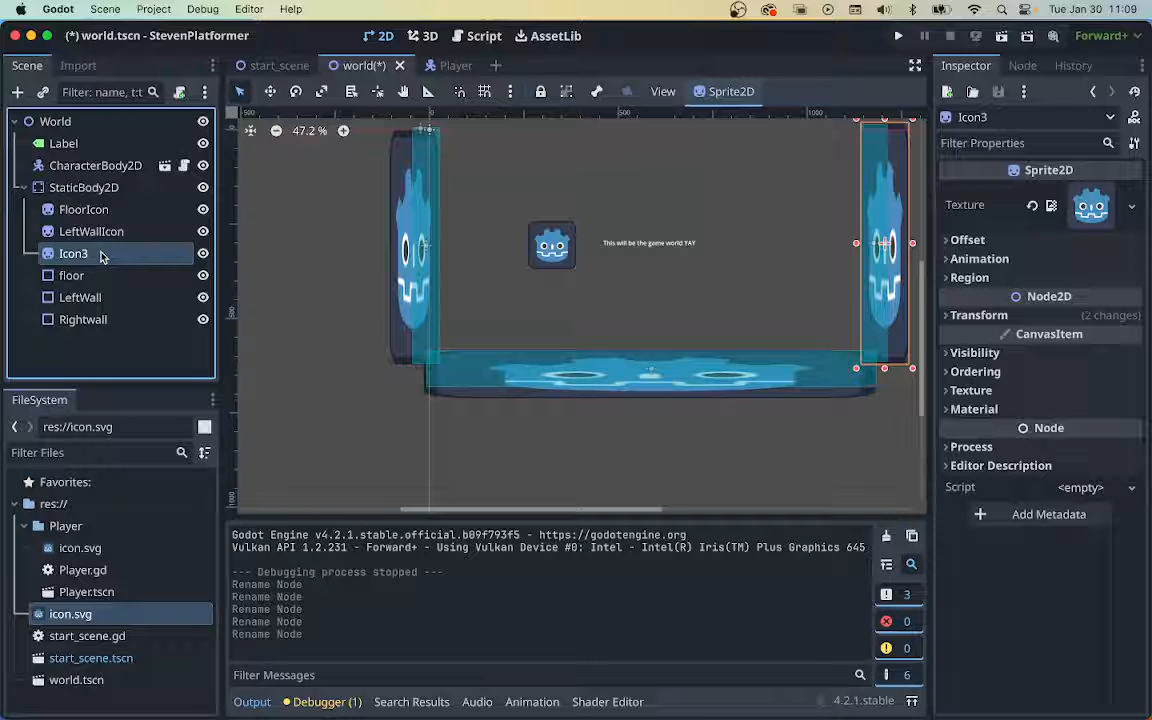 Godot Scene Project Debug Editor Help Tue Jan 30 11:09
(*) world.tscn - StevenPlatformer 2D 3D Script AssetLib Forward+
Scene Import start_scene world(*) Player Inspector Node History
Filter: name, t:t View Sprite2D
-500 0 500 1000
World 47.2 % Icon3
Label Filter Properties
CharacterBody2D Sprite2D
StaticBody2D Texture
FloorIcon
LeftWallIcon Offset
Icon3 This will be the game world YAY Animation
floor Region
LeftWall Node2D
Rightwall Transform (2 changes)
CanvasItem
Visibility
Ordering
Texture
FileSystem Material
res://icon.svg Node
Filter Files Process
Editor Description
Favorites: Script <empty>
res:// Add Metadata
Player Godot Engine v4.2.1.stable.official.b09f793f5 - https://godotengine.org
icon.svg Vulkan API 1.2.231 - Forward+ - Using Vulkan Device #0: Intel - Intel(R) Iris(TM) Plus Graphics 645
Player.gd --- Debugging process stopped ---
Player.tscn Rename Node
Rename Node 3
icon.svg Rename Node
start_scene.gd Rename Node 0
start_scene.tscn Rename Node 0
world.tscn Filter Messages 6
Output Debugger (1) Search Results Audio Animation Shader Editor 4.2.1.stable